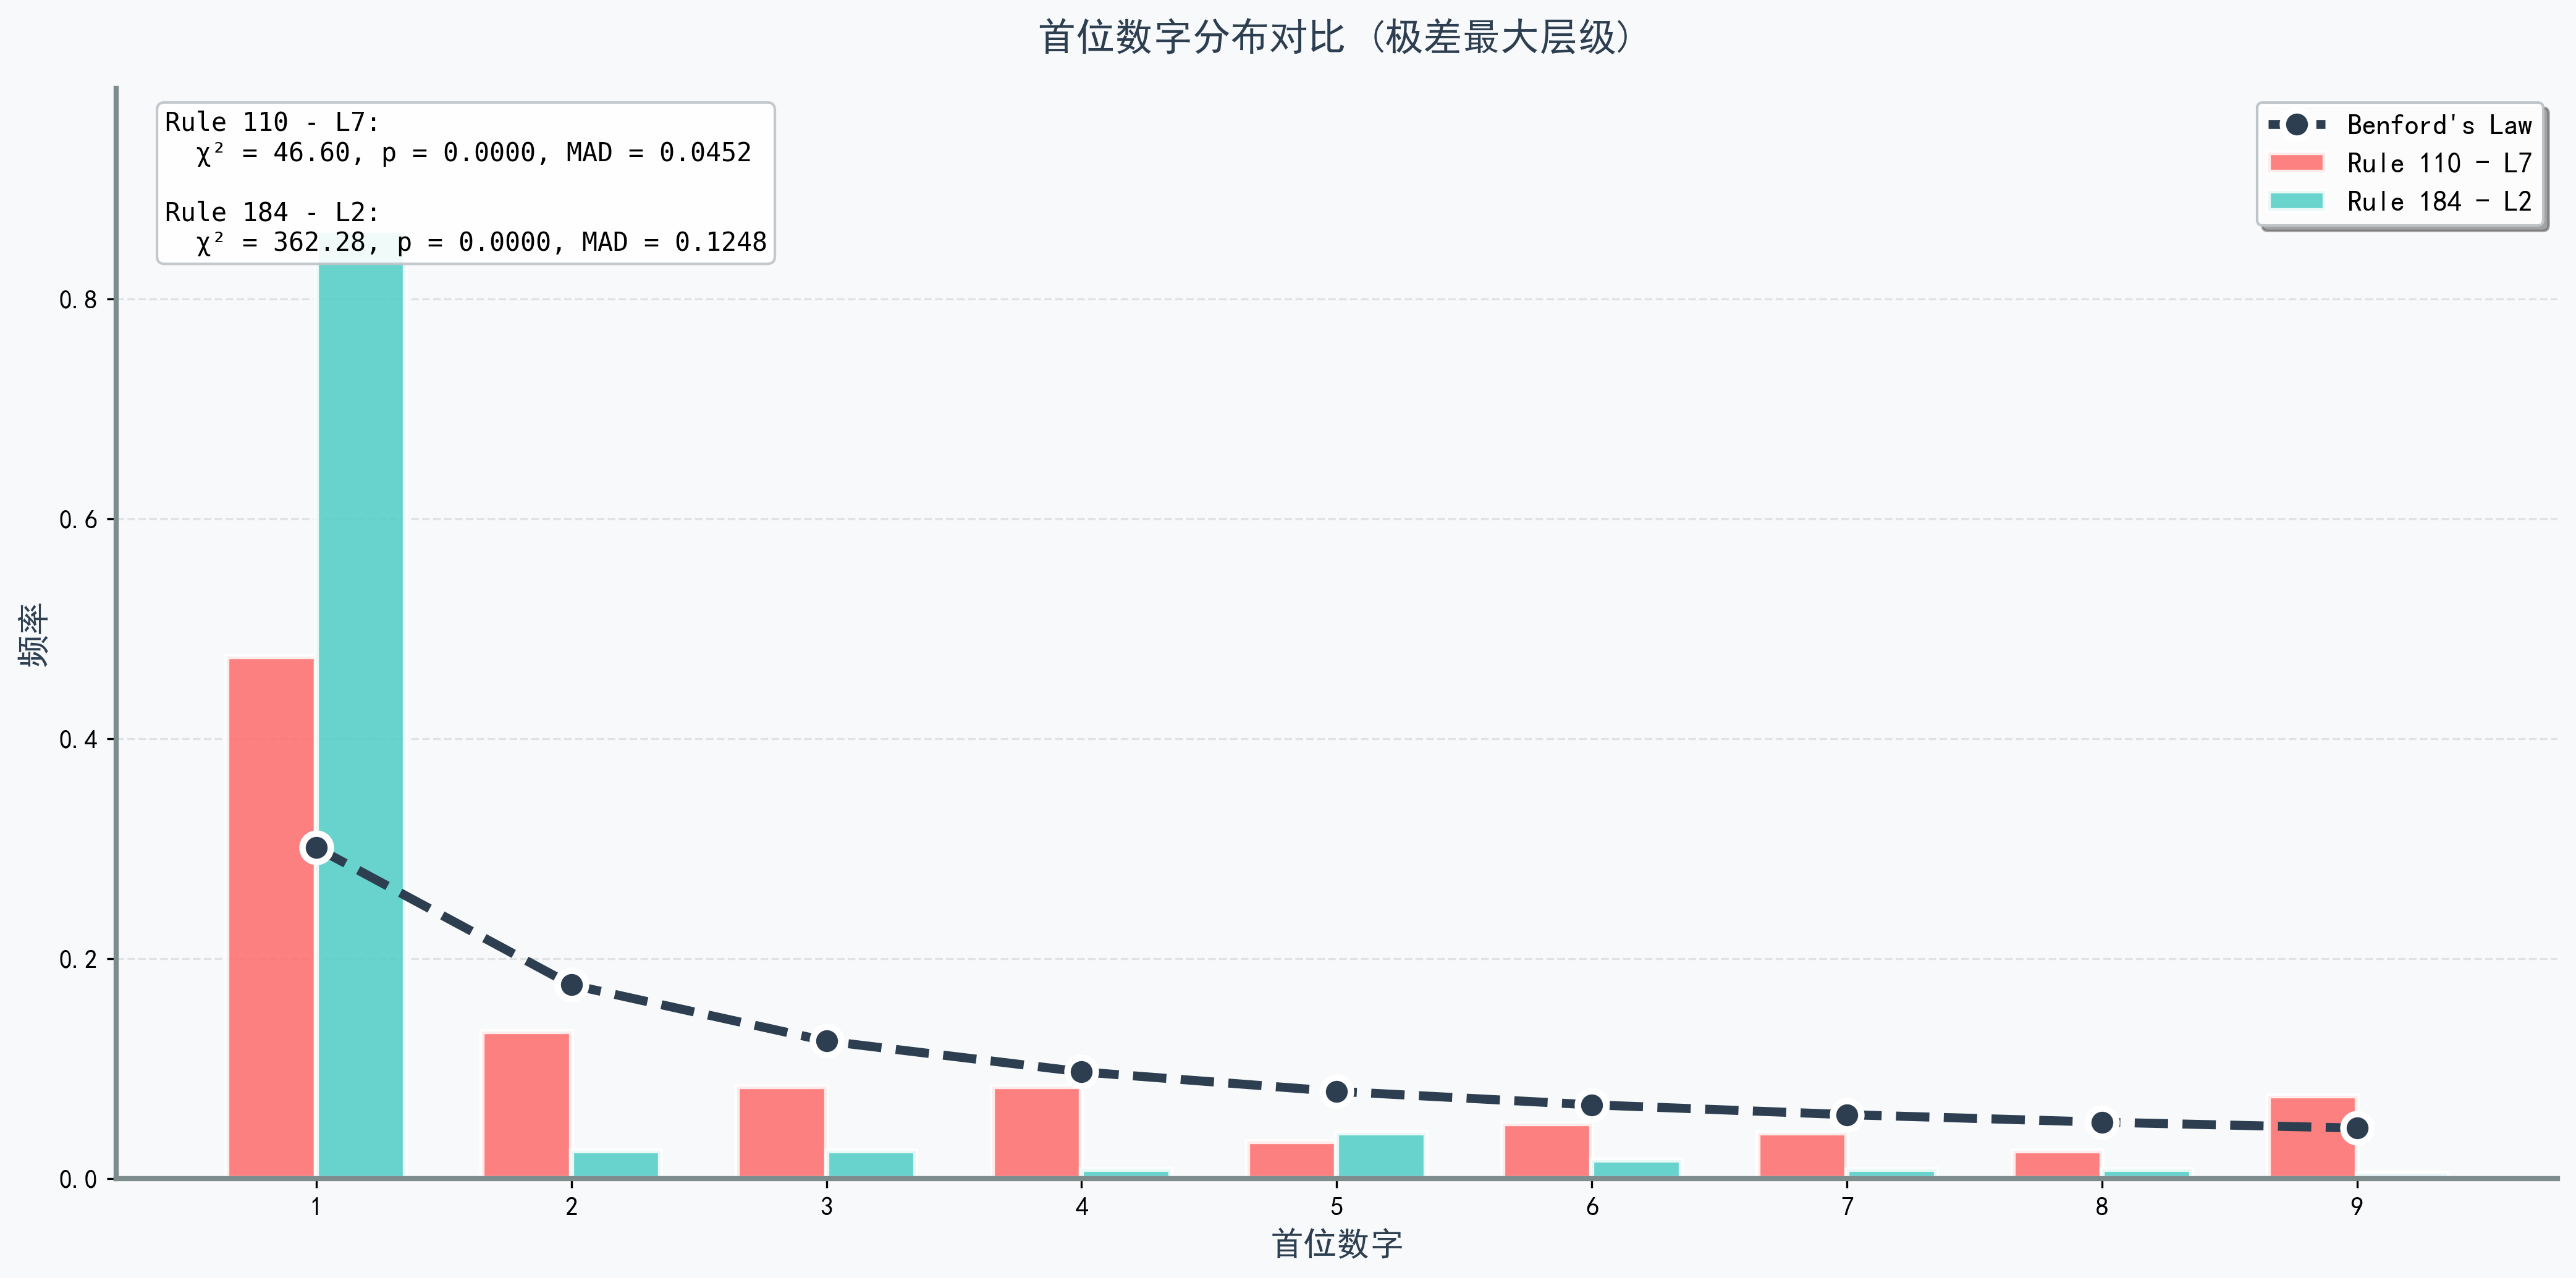 首位数字分布对比（极差最大层级）
Rule 110 - L7:
χ² = 46.60, p = 0.0000, MAD = 0.0452
Rule 184 - L2:
χ² = 362.28, p = 0.0000, MAD = 0.1248
Benford's Law
Rule 110 - L7
Rule 184 - L2
频率
0.8
0.6
0.4
0.2
0.0
1 2 3 4 5 6 7 8 9
首位数字